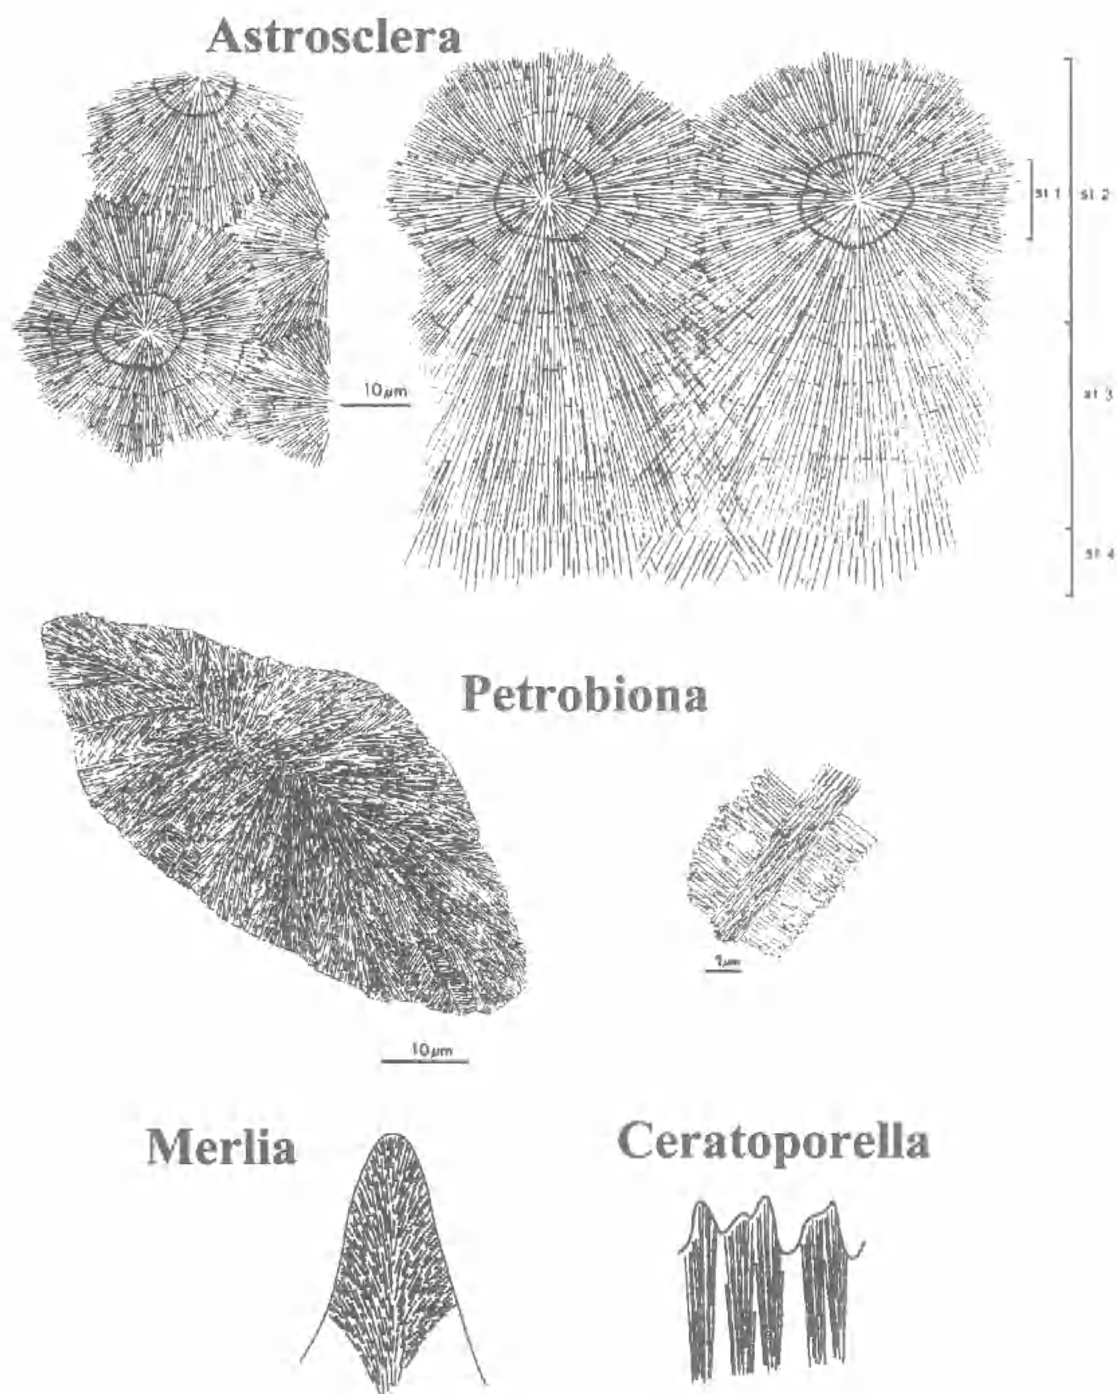 Astrosclera
10 µm
st 1
st 2
st 3
st 4
Petrobiona
1µm
10 µm
Merlia
Ceratoporella